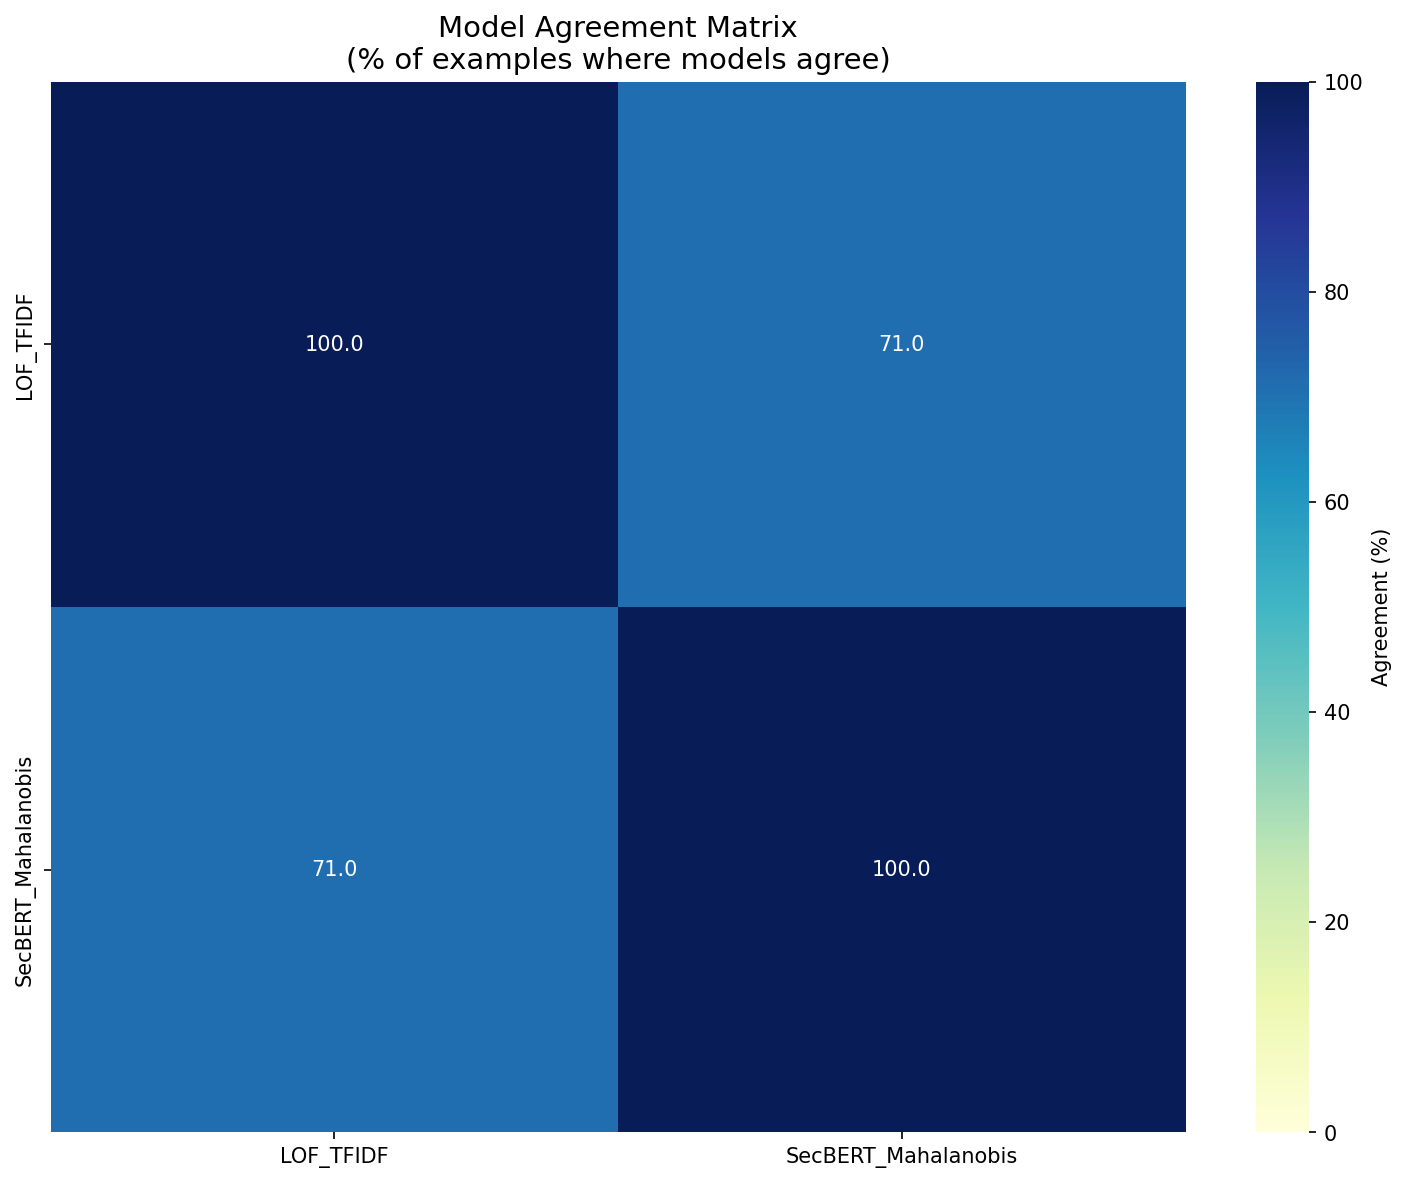 Model Agreement Matrix
(% of examples where models agree)
LOF_TFIDF
100.0
71.0
SecBERT_Mahalanobis
71.0
100.0
LOF_TFIDF
SecBERT_Mahalanobis
100
80
60
40
20
0
Agreement (%)